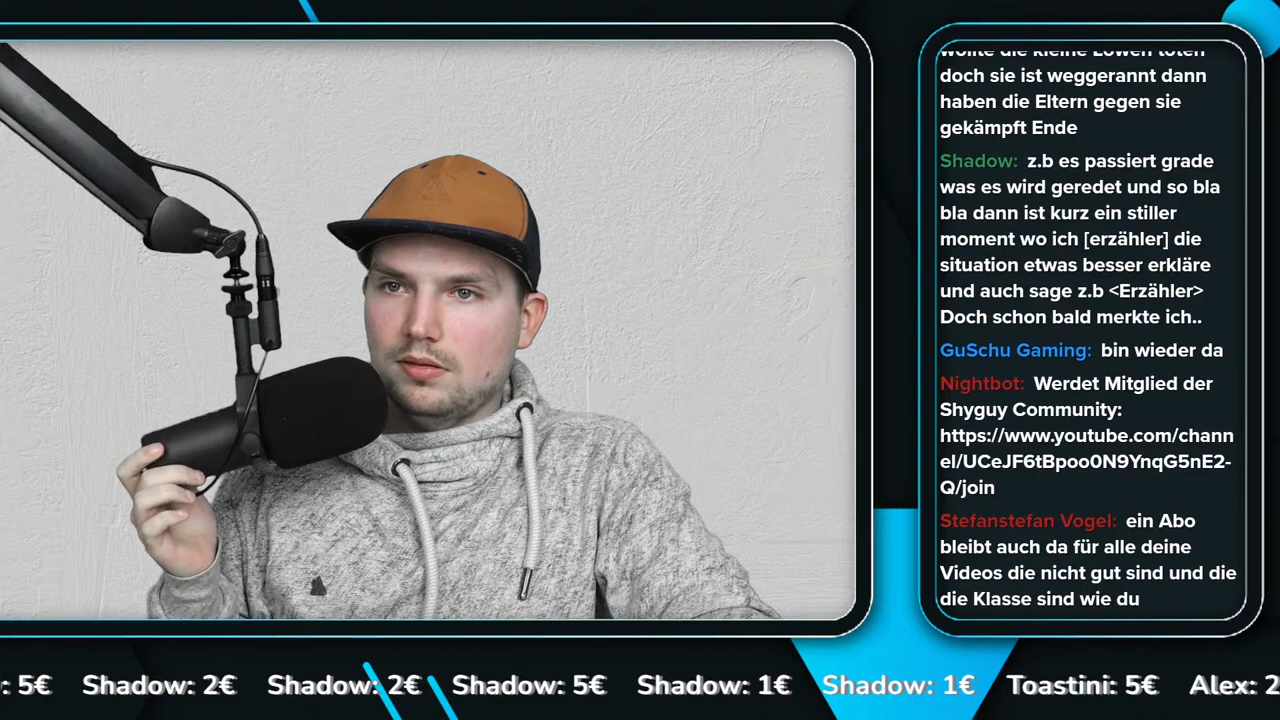 wollte die kleine Löwen töten
doch sie ist weggerannt dann
haben die Eltern gegen sie
gekämpft Ende
Shadow: z.b es passiert grade
was es wird geredet und so bla
bla dann ist kurz ein stiller
moment wo ich [erzähler] die
situation etwas besser erkläre
und auch sage z.b <Erzähler>
Doch schon bald merkte ich..
GuSchu Gaming: bin wieder da
Nightbot: Werdet Mitglied der
Shyguy Community:
https://www.youtube.com/chann
el/UCeJF6tBpoo0N9YnqG5nE2-
Q/join
Stefanstefan Vogel: ein Abo
bleibt auch da für alle deine
Videos die nicht gut sind und die
die Klasse sind wie du
: 5€ Shadow: 2€ Shadow: 2€ Shadow: 5€ Shadow: 1€ Shadow: 1€ Toastini: 5€ Alex: 2